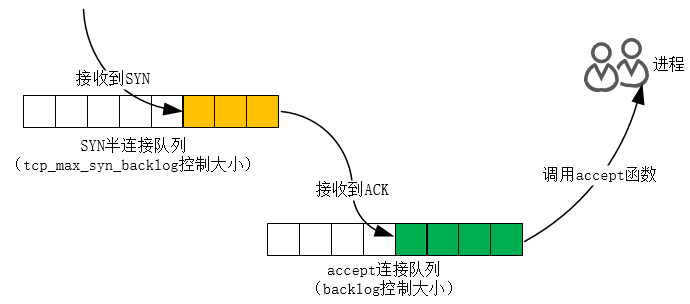 接收到SYN
进程
SYN半连接队列
（tcp_max_syn_backlog控制大小）
接收到ACK
调用accept函数
accept连接队列
（backlog控制大小）